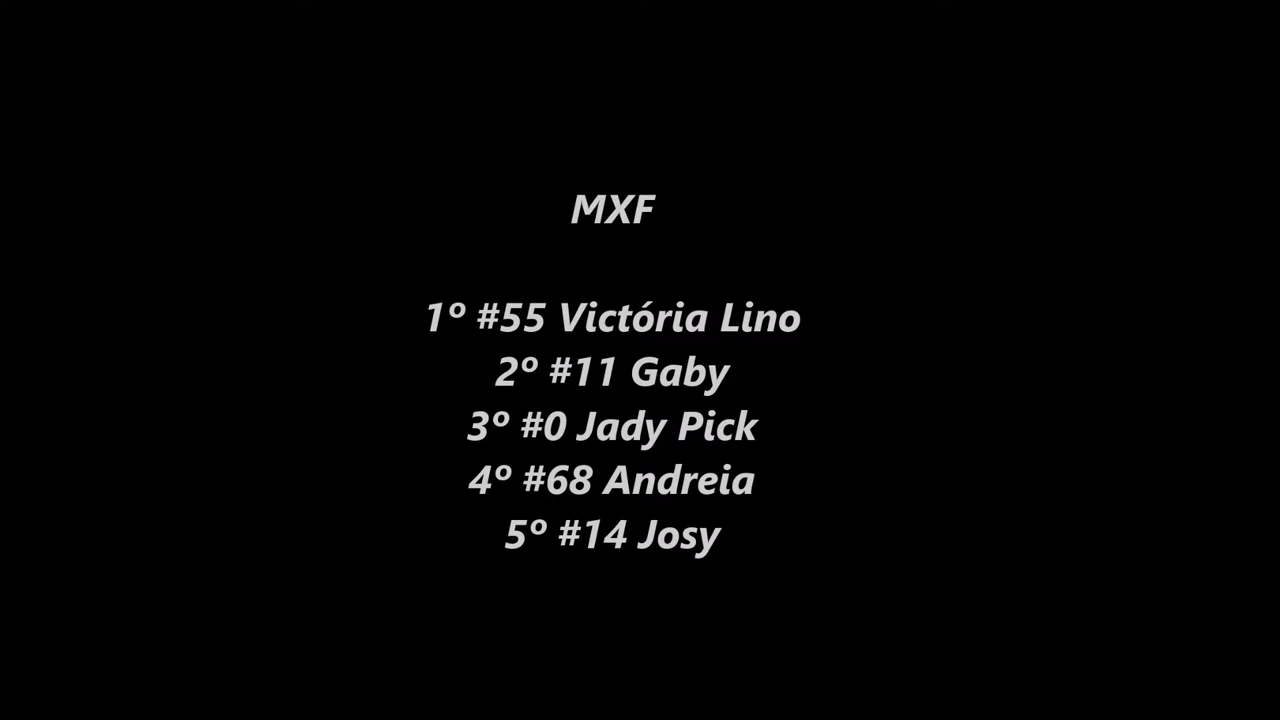 MXF
1º #55 Victória Lino
2º #11 Gaby
3º #0 Jady Pick
4º #68 Andreia
5º #14 Josy